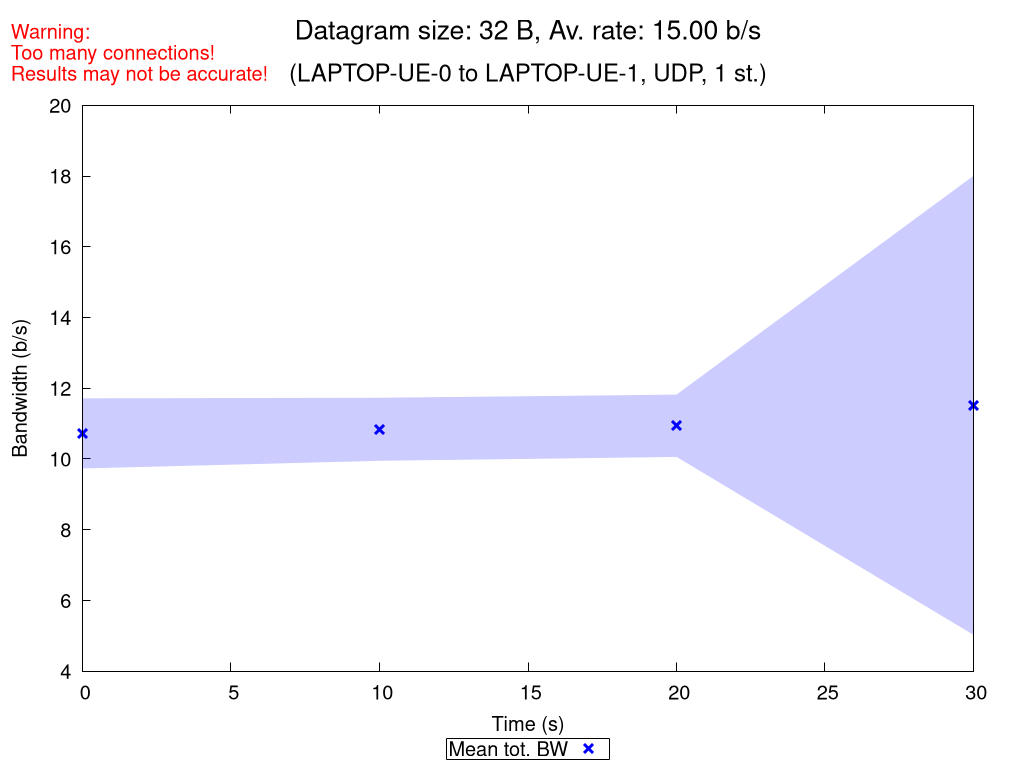 Warning:
Too many connections!
Results may not be accurate!
Datagram size: 32 B, Av. rate: 15.00 b/s
(LAPTOP-UE-0 to LAPTOP-UE-1, UDP, 1 st.)
20
18
16
14
12
10
8
6
4
Bandwidth (b/s)
0 5 10 15 20 25 30
Time (s)
Mean tot. BW